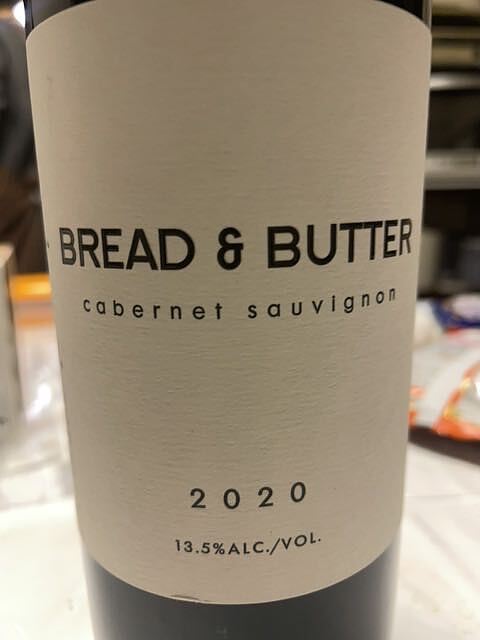 BREAD & BUTTER
cabernet sauvignon
2020
13.5%ALC./VOL.